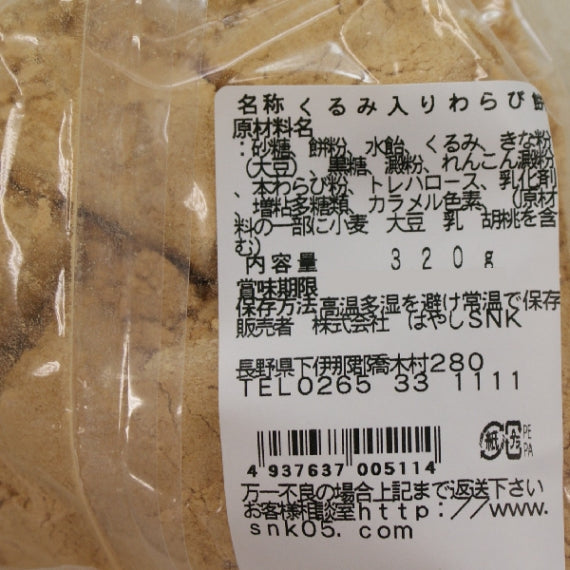 名称 くるみ入りわらび餅
原材料名
:砂糖、餅粉、水飴、くるみ、きな粉
(大豆)、黒糖、澱粉、れんこん澱粉
、本わらび粉、トレハロース、乳化剤
、増粘多糖類、カラメル色素、(原材
料の一部に小麦 大豆 乳 胡桃を含
む)
内容量 320g
賞味期限
保存方法 高温多湿を避け常温で保存
販売者 株式会社 はやしSNK
長野県下伊那郡喬木村280
TEL0265 33 1111
紙 プラ PE PA
4 937637 005114
万一不良の場合上記まで返送下さい
お客様相談室http://www.
snk05.com